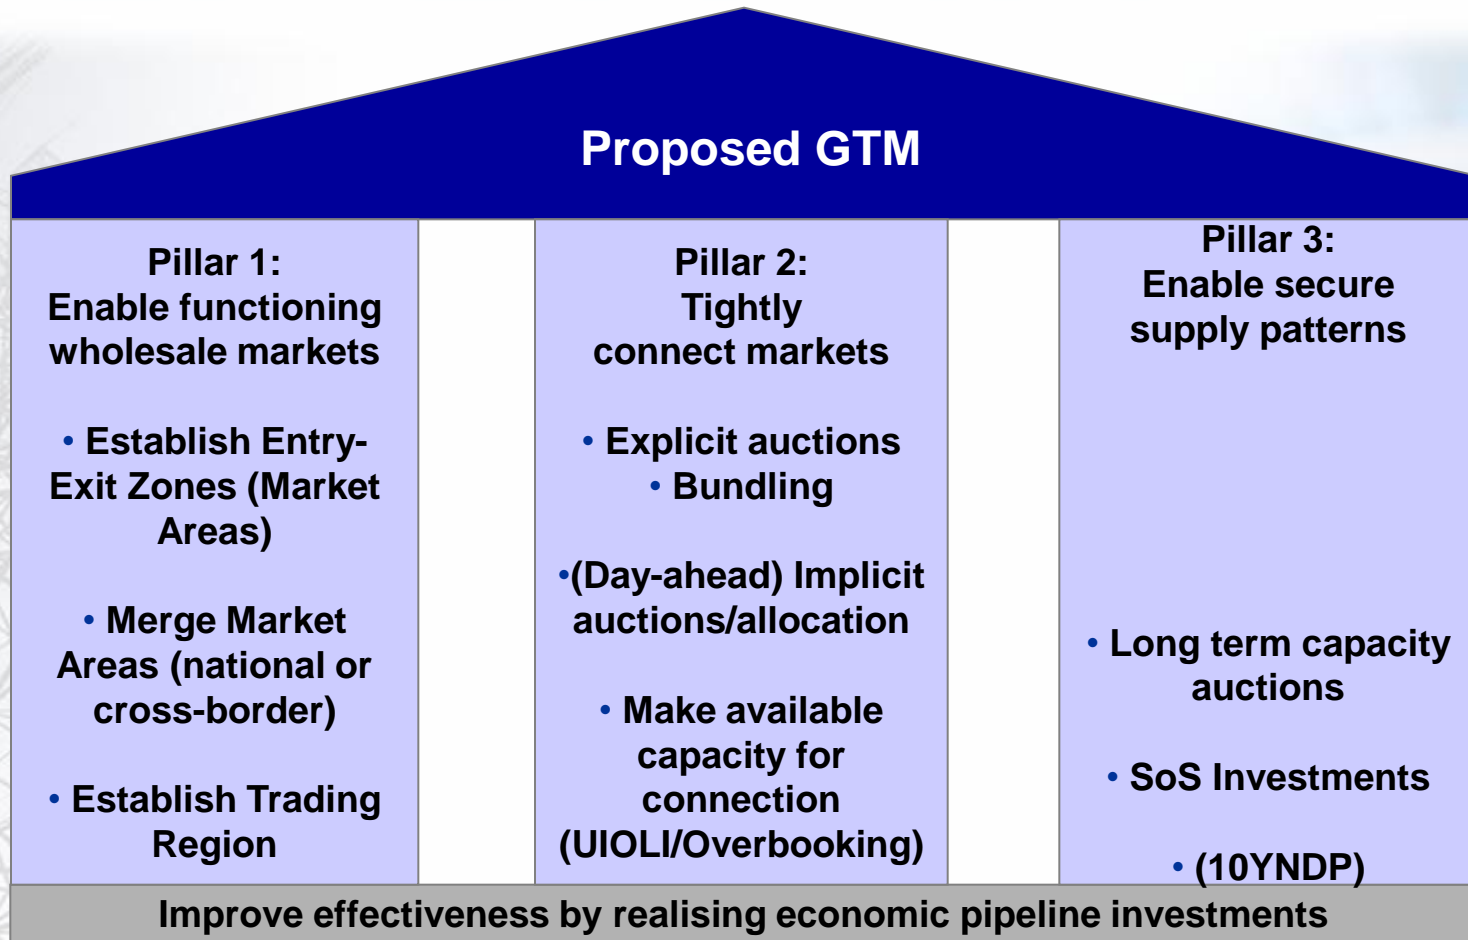 Proposed GTM
Pillar 1:
Enable functioning
wholesale markets
• Establish Entry-
Exit Zones (Market
Areas)
• Merge Market
Areas (national or
cross-border)
• Establish Trading
Region
Pillar 2:
Tightly
connect markets
• Explicit auctions
• Bundling
•(Day-ahead) Implicit
auctions/allocation
• Make available
capacity for
connection
(UIOLI/Overbooking)
Pillar 3:
Enable secure
supply patterns
• Long term capacity
auctions
• SoS Investments
• (10YNDP)
Improve effectiveness by realising economic pipeline investments